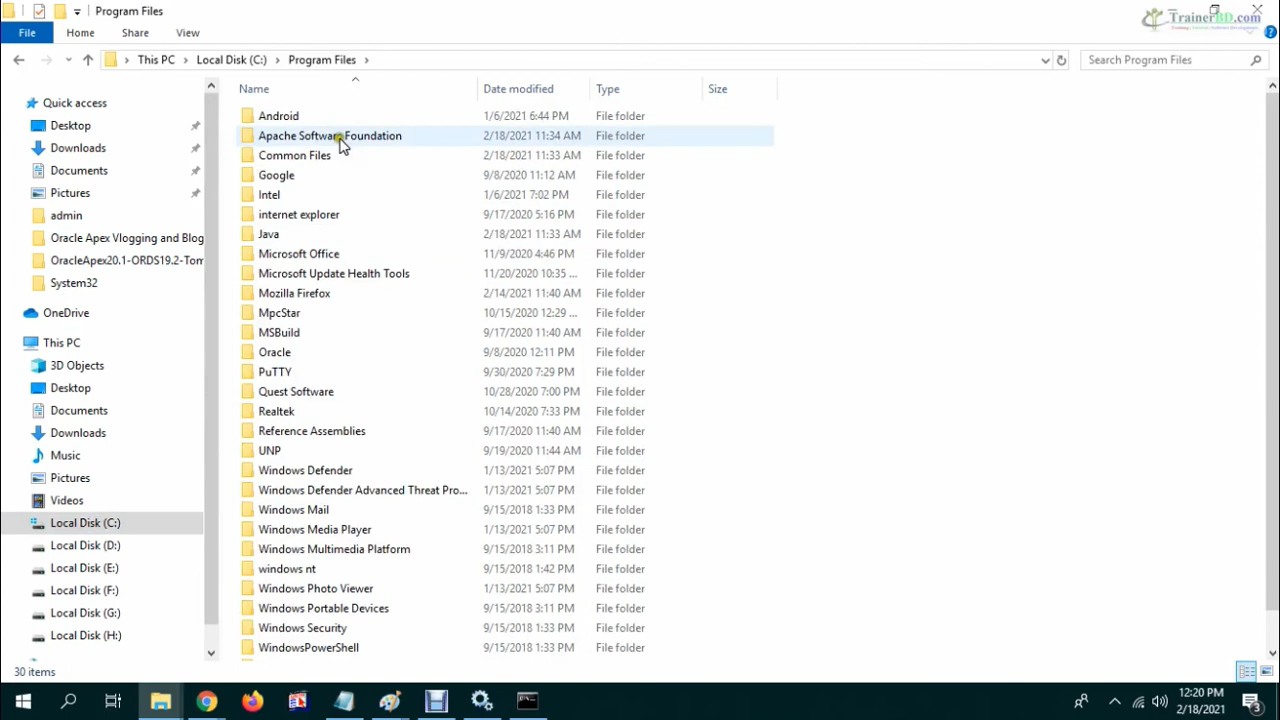 Program Files
TrainerBD.com
File Home Share View
This PC Local Disk (C:) Program Files
Search Program Files
Name Date modified Type Size
Quick access
Desktop
Downloads
Documents
Pictures
admin
Oracle Apex Vlogging and Blog
OracleApex20.1-ORDS19.2-Tom
System32
OneDrive
This PC
3D Objects
Desktop
Documents
Downloads
Music
Pictures
Videos
Local Disk (C:)
Local Disk (D:)
Local Disk (E:)
Local Disk (F:)
Local Disk (G:)
Local Disk (H:)
Android 1/6/2021 6:44 PM File folder
Apache Software Foundation 2/18/2021 11:34 AM File folder
Common Files 2/18/2021 11:33 AM File folder
Google 9/8/2020 11:12 AM File folder
Intel 1/6/2021 7:02 PM File folder
internet explorer 9/17/2020 5:16 PM File folder
Java 2/18/2021 11:33 AM File folder
Microsoft Office 11/9/2020 4:46 PM File folder
Microsoft Update Health Tools 11/20/2020 10:35 ... File folder
Mozilla Firefox 2/14/2021 11:40 AM File folder
MpcStar 10/15/2020 12:29 ... File folder
MSBuild 9/17/2020 11:40 AM File folder
Oracle 9/8/2020 12:11 PM File folder
PuTTY 9/30/2020 7:29 PM File folder
Quest Software 10/28/2020 7:00 PM File folder
Realtek 10/14/2020 7:33 PM File folder
Reference Assemblies 9/17/2020 11:40 AM File folder
UNP 9/19/2020 11:44 AM File folder
Windows Defender 1/13/2021 5:07 PM File folder
Windows Defender Advanced Threat Pro... 1/13/2021 5:07 PM File folder
Windows Mail 9/15/2018 1:33 PM File folder
Windows Media Player 1/13/2021 5:07 PM File folder
Windows Multimedia Platform 9/15/2018 3:11 PM File folder
windows nt 9/15/2018 1:42 PM File folder
Windows Photo Viewer 1/13/2021 5:07 PM File folder
Windows Portable Devices 9/15/2018 3:11 PM File folder
Windows Security 9/15/2018 1:33 PM File folder
WindowsPowerShell 9/15/2018 1:33 PM File folder
30 items
12:20 PM
2/18/2021
3